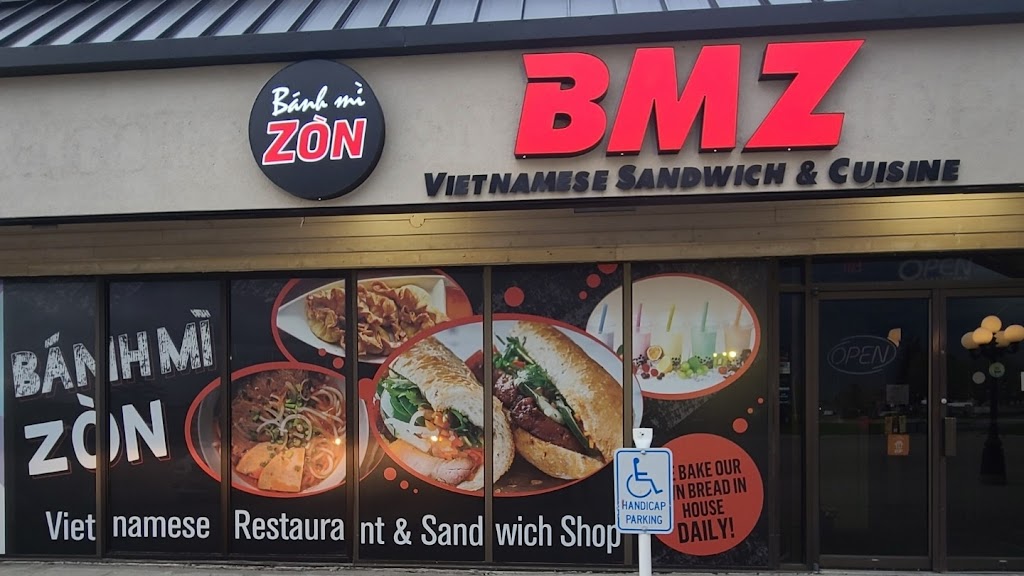 Bánh mì
ZÒN
BMZ
VIETNAMESE SANDWICH & CUISINE
OPEN
OPEN
BÁNH MÌ
ZÒN
BAKE OUR
BREAD IN
HOUSE
DAILY!
HANDICAP
PARKING
Vietnamese Restaurant & Sandwich Shop